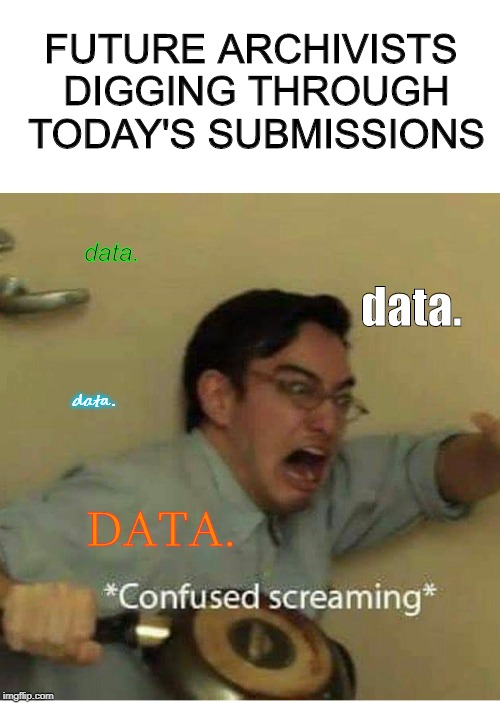 FUTURE ARCHIVISTS
DIGGING THROUGH
TODAY'S SUBMISSIONS
data.
data.
data.
DATA.
*Confused screaming*
imgflip.com